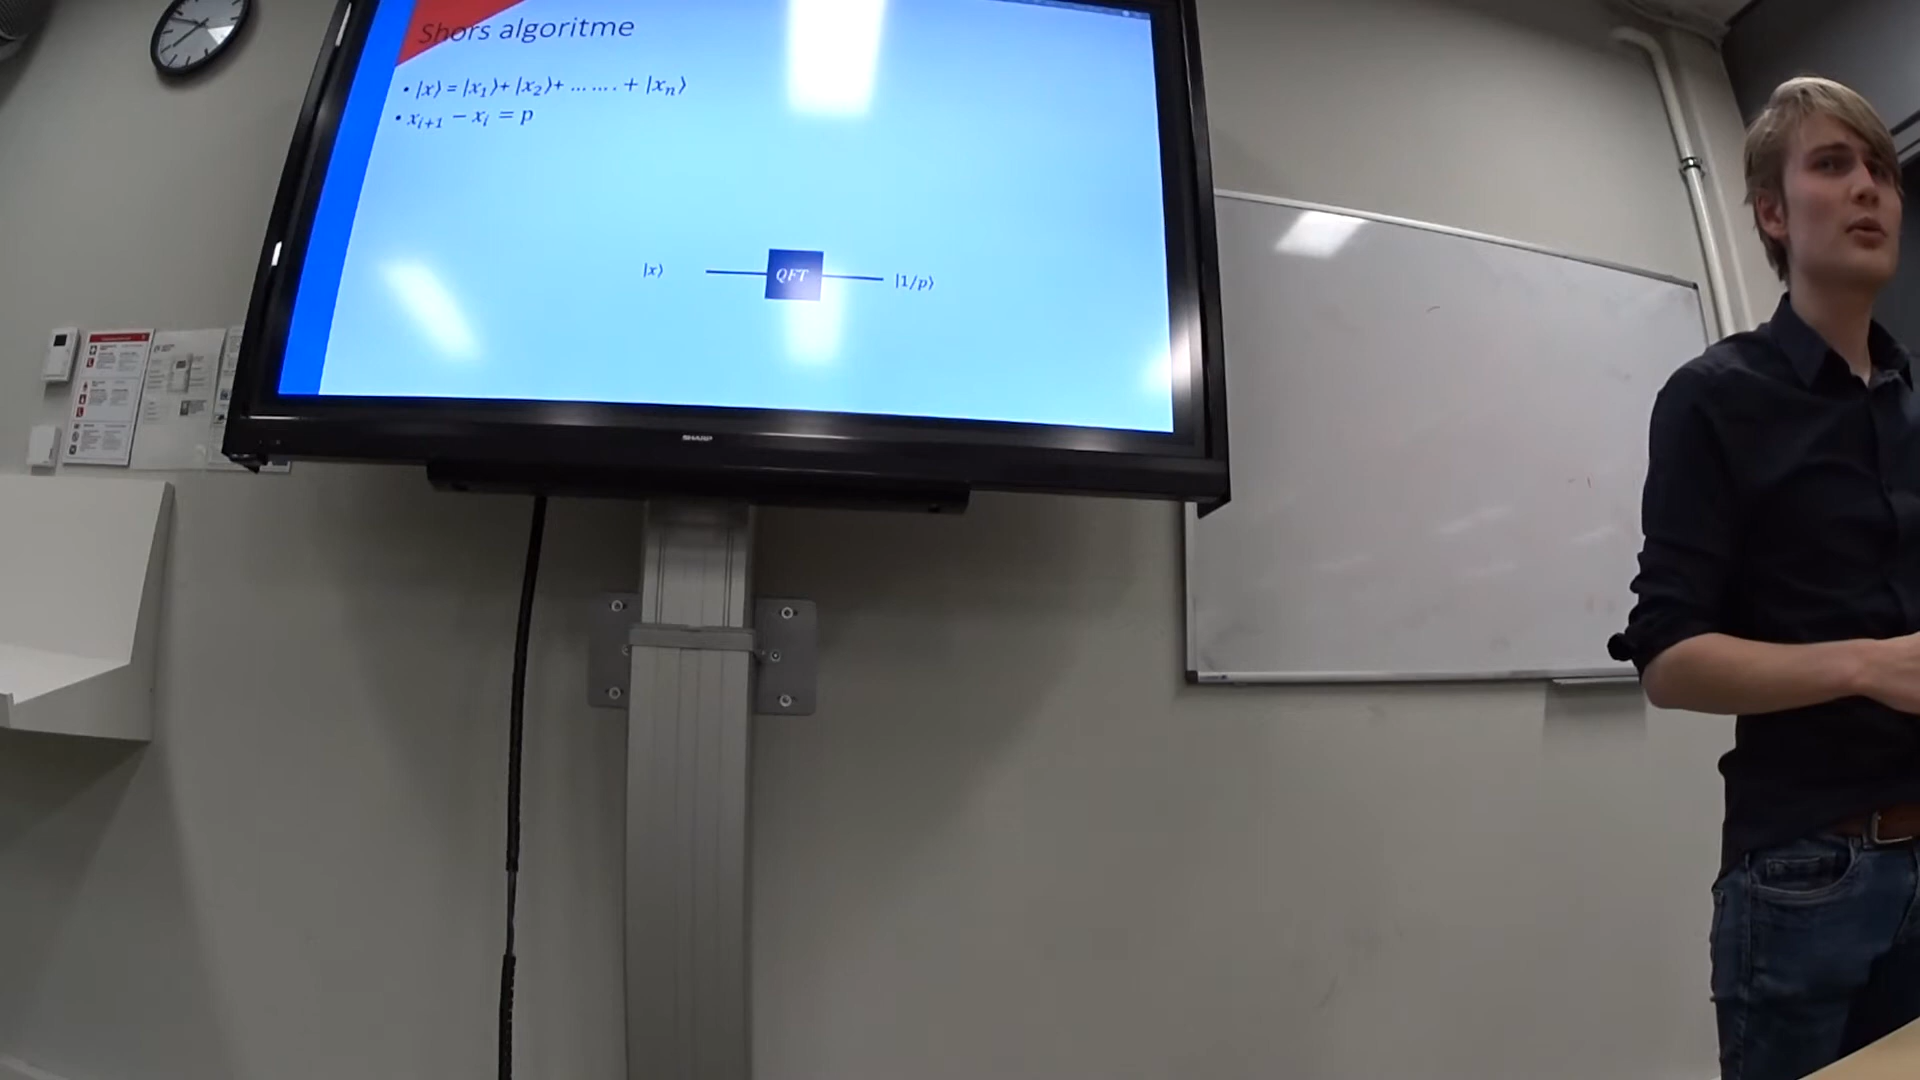 Shors algoritme
• |x⟩ = |x₁⟩+ |x₂⟩+ ……. + |xₙ⟩
• xᵢ₊₁ − xᵢ = p
|x⟩ QFT |1/p⟩
SHARP